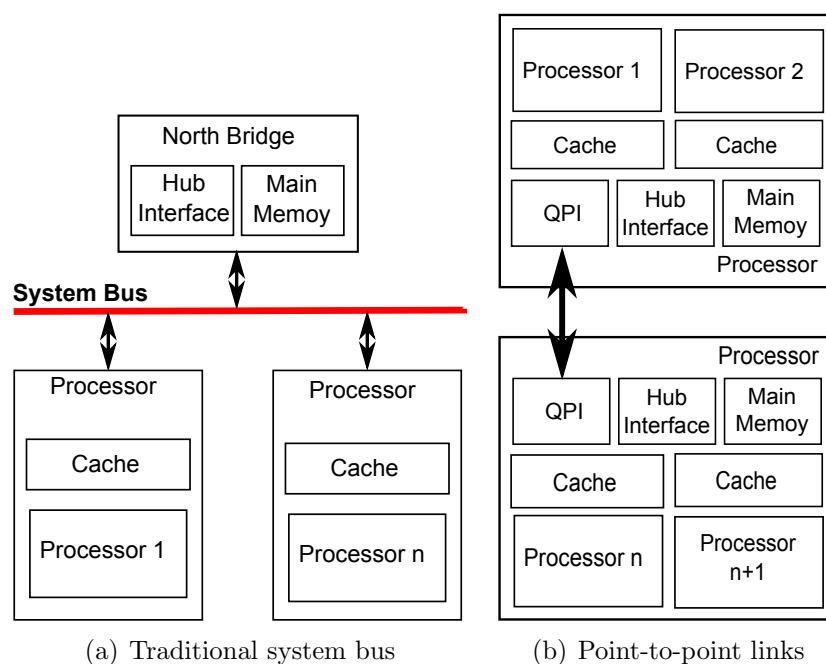 North Bridge
Hub
Interface
Main
Memoy
System Bus
Processor
Cache
Processor 1
Processor
Cache
Processor n
(a) Traditional system bus
Processor 1
Processor 2
Cache
Cache
QPI
Hub
Interface
Main
Memoy
Processor
Processor
QPI
Hub
Interface
Main
Memoy
Cache
Cache
Processor n
Processor
n+1
(b) Point-to-point links